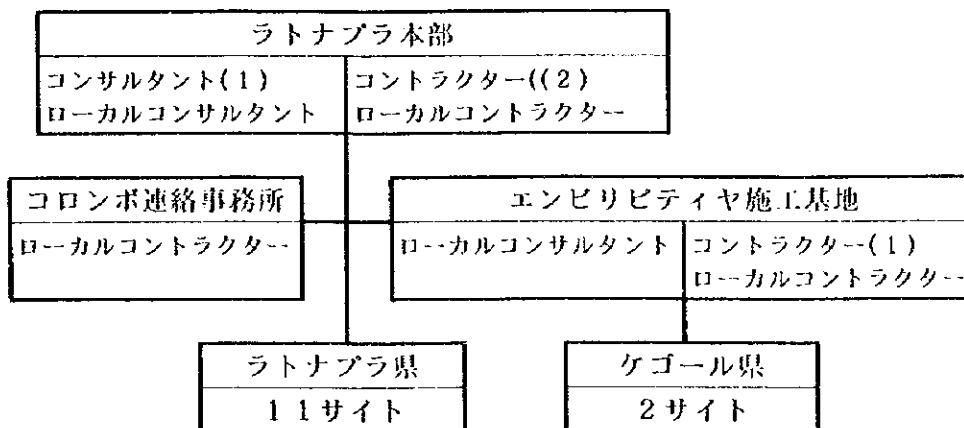 ラトナプラ本部
コンサルタント(1) コントラクター((2)
ローカルコンサルタント ローカルコントラクター
コロンボ連絡事務所 エンビリピティヤ施工基地
ローカルコントラクター ローカルコンサルタント コントラクター(1)
ローカルコントラクター
ラトナプラ県 ケゴール県
11サイト 2サイト